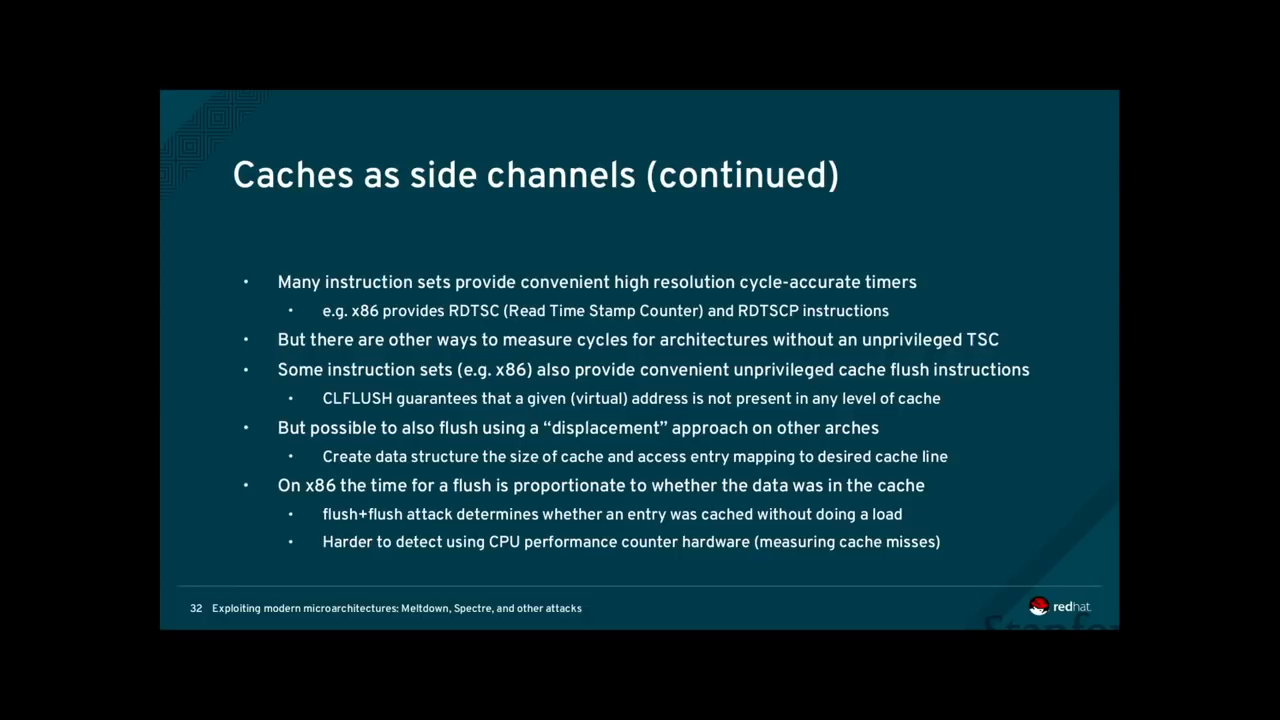 Caches as side channels (continued)
• Many instruction sets provide convenient high resolution cycle-accurate timers
• e.g. x86 provides RDTSC (Read Time Stamp Counter) and RDTSCP instructions
• But there are other ways to measure cycles for architectures without an unprivileged TSC
• Some instruction sets (e.g. x86) also provide convenient unprivileged cache flush instructions
• CLFLUSH guarantees that a given (virtual) address is not present in any level of cache
• But possible to also flush using a “displacement” approach on other arches
• Create data structure the size of cache and access entry mapping to desired cache line
• On x86 the time for a flush is proportionate to whether the data was in the cache
• flush+flush attack determines whether an entry was cached without doing a load
• Harder to detect using CPU performance counter hardware (measuring cache misses)
32 Exploiting modern microarchitectures: Meltdown, Spectre, and other attacks
redhat.